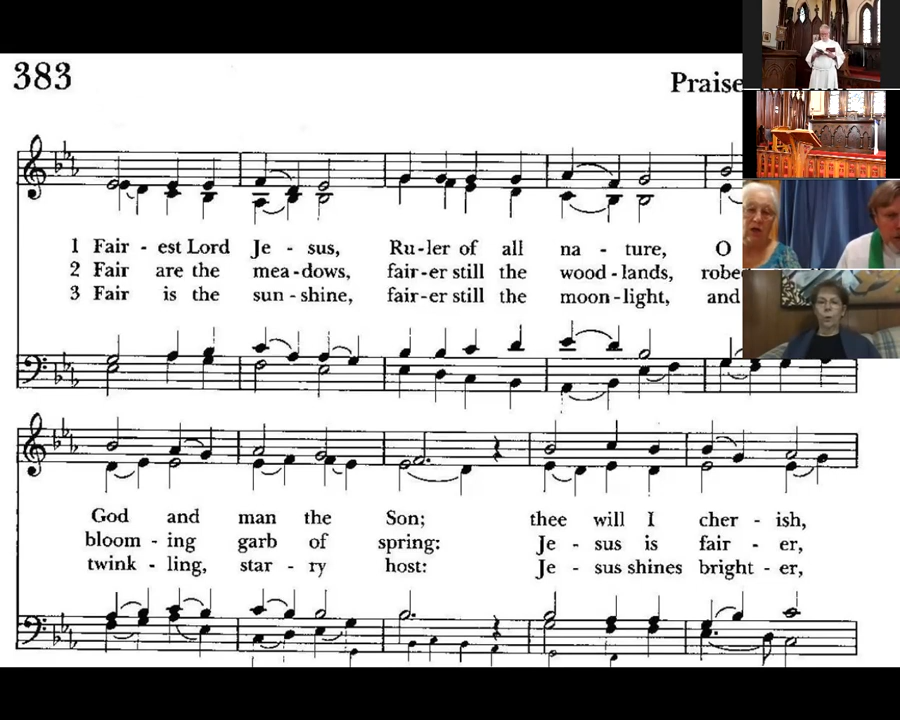 383
Praise
1 Fair - est Lord Je - sus, Ru - ler of all na - ture, O
2 Fair are the mea - dows, fair - er still the wood - lands, robed
3 Fair is the sun - shine, fair - er still the moon - light, and
God and man the Son; thee will I cher - ish,
bloom - ing garb of spring: Je - sus is fair - er,
twink - ling, star - ry host: Je - sus shines bright - er,